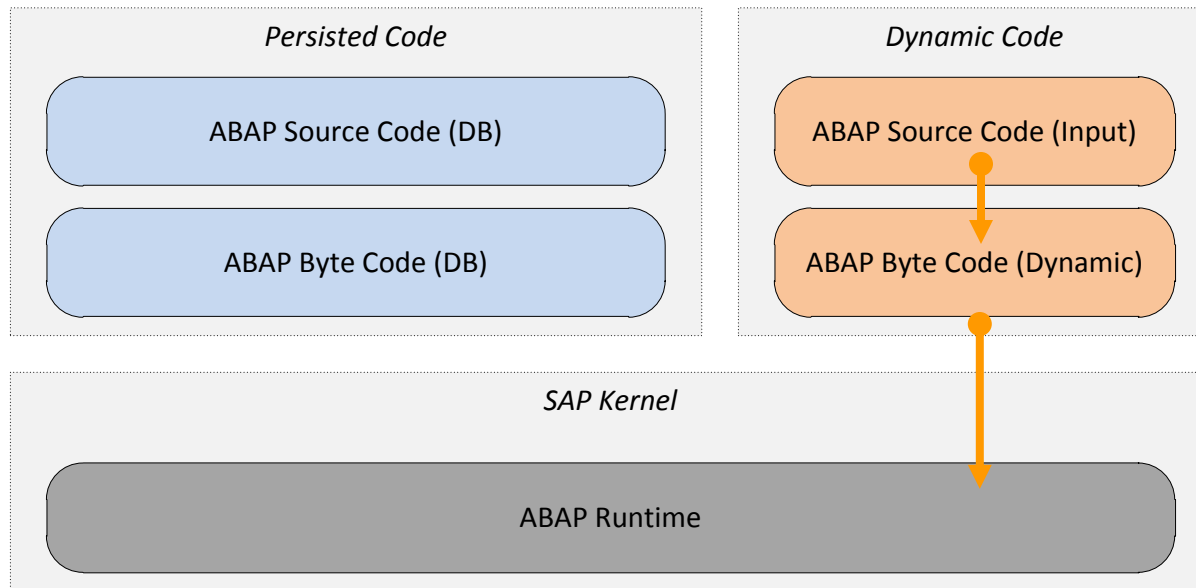 Persisted Code
ABAP Source Code (DB)
ABAP Byte Code (DB)
Dynamic Code
ABAP Source Code (Input)
ABAP Byte Code (Dynamic)
SAP Kernel
ABAP Runtime